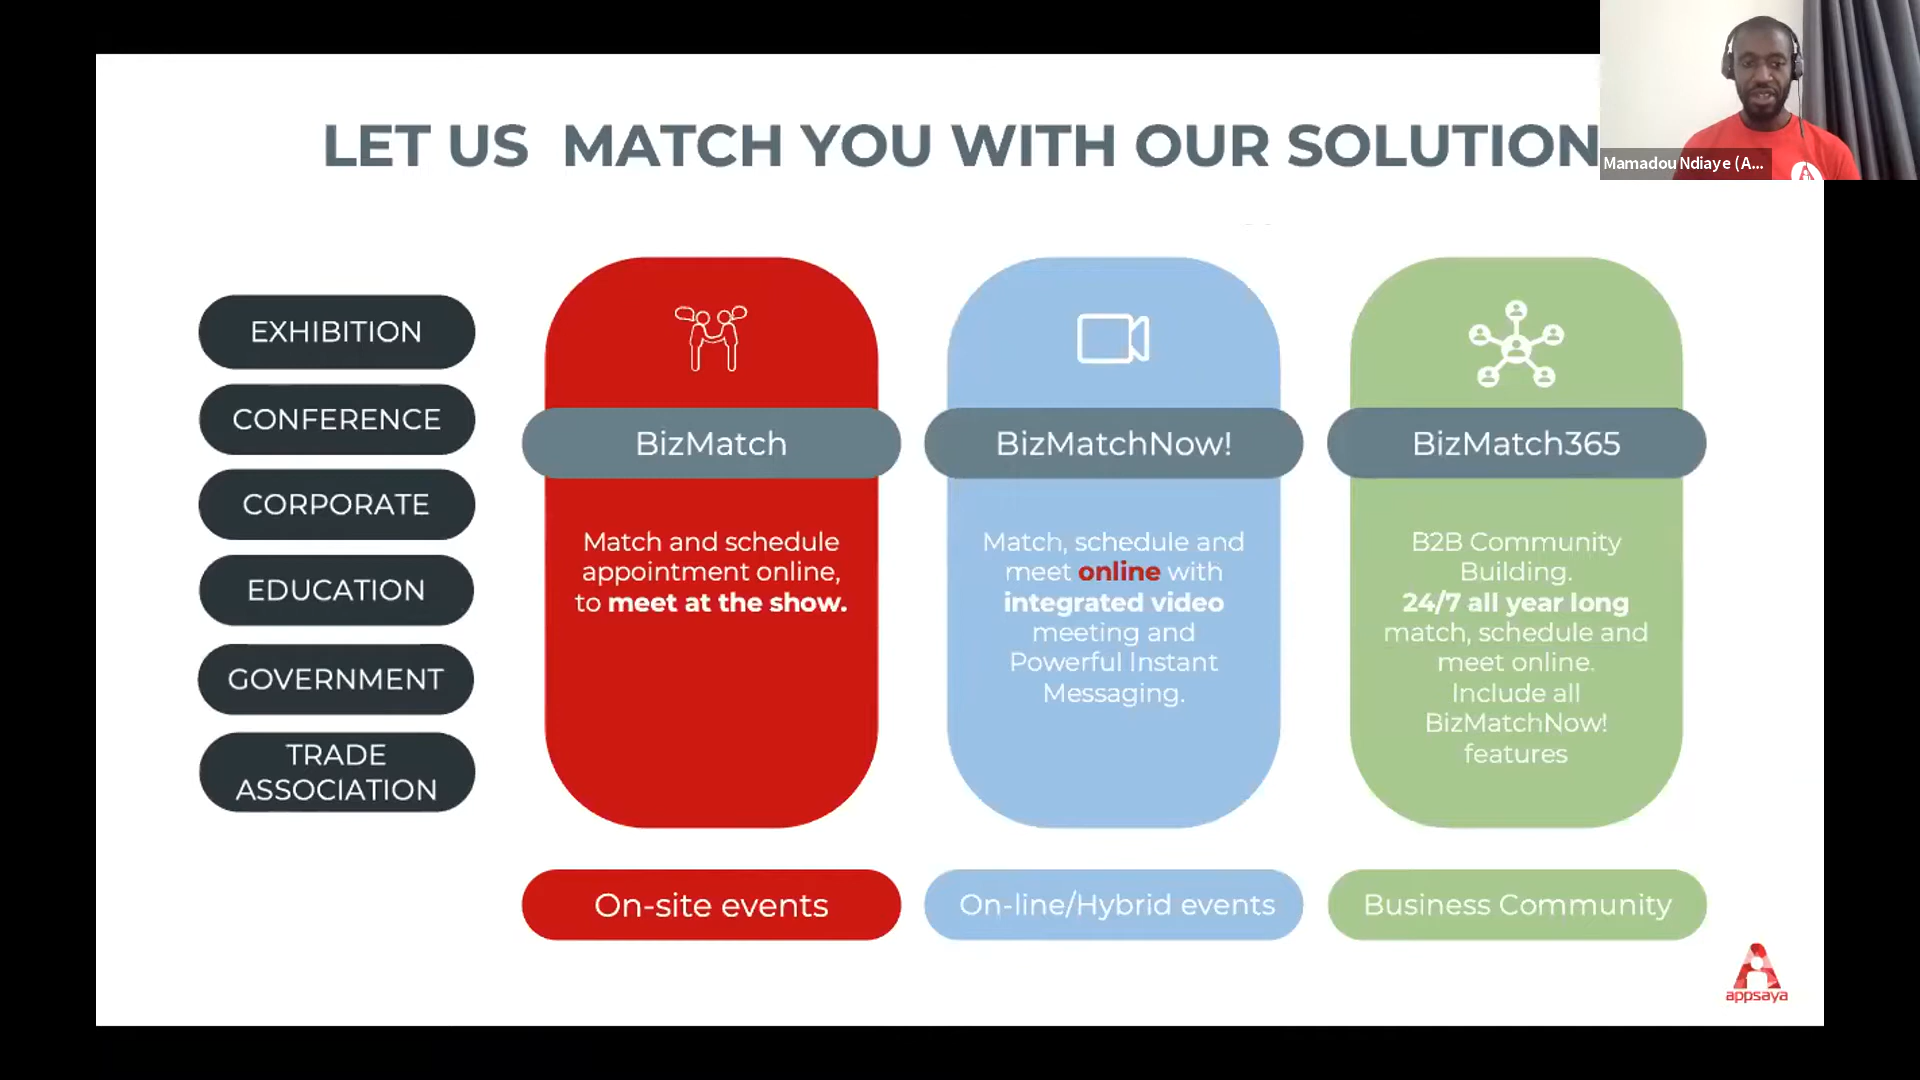 LET US MATCH YOU WITH OUR SOLUTION
Mamadou Ndiaye (A...
EXHIBITION
CONFERENCE
CORPORATE
EDUCATION
GOVERNMENT
TRADE
ASSOCIATION
BizMatch
Match and schedule
appointment online,
to meet at the show.
On-site events
BizMatchNow!
Match, schedule and
meet online with
integrated video
meeting and
Powerful Instant
Messaging.
On-line/Hybrid events
BizMatch365
B2B Community
Building.
24/7 all year long
match, schedule and
meet online.
Include all
BizMatchNow!
features
Business Community
appsaya